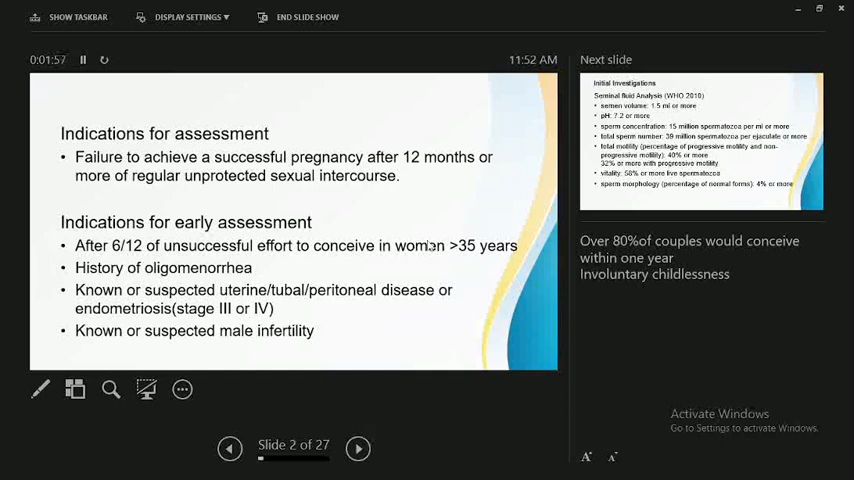 SHOW TASKBAR
DISPLAY SETTINGS
END SLIDE SHOW
0:01:57
11:52 AM
Indications for assessment
• Failure to achieve a successful pregnancy after 12 months or
more of regular unprotected sexual intercourse.
Indications for early assessment
• After 6/12 of unsuccessful effort to conceive in women >35 years
• History of oligomenorrhea
• Known or suspected uterine/tubal/peritoneal disease or
endometriosis(stage III or IV)
• Known or suspected male infertility
Slide 2 of 27
Next slide
Initial Investigations
Seminal fluid Analysis (WHO 2010)
• semen volume: 1.5 ml or more
• pH: 7.2 or more
• sperm concentration: 15 million spermatozoa per ml or more
• total sperm number: 39 million spermatozoa per ejaculate or more
• total motility (percentage of progressive motility and non-
progressive motility): 40% or more
32% or more with progressive motility
• vitality: 58% or more live spermatozoa
• sperm morphology (percentage of normal forms): 4% or more
Over 80%of couples would conceive
within one year
Involuntary childlessness
Activate Windows
Go to Settings to activate Windows.
A A